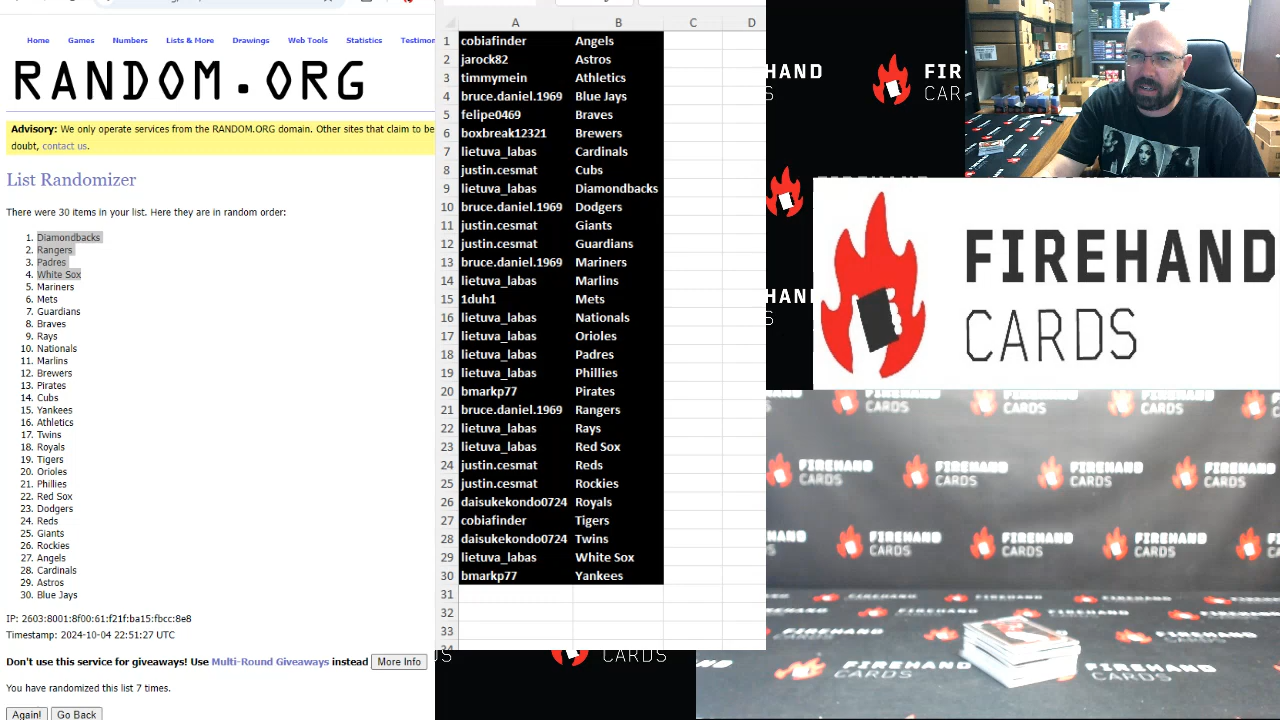 Home Games Numbers Lists & More Drawings Web Tools Statistics Testimon
RANDOM.ORG
Advisory: We only operate services from the RANDOM.ORG domain. Other sites that claim to be
doubt, contact us.
List Randomizer
There were 30 items in your list. Here they are in random order:
1. Diamondbacks
2. Rangers
3. Padres
4. White Sox
5. Mariners
6. Mets
7. Guardians
8. Braves
9. Rays
10. Nationals
11. Marlins
12. Brewers
13. Pirates
14. Cubs
15. Yankees
16. Athletics
17. Twins
18. Royals
19. Tigers
20. Orioles
21. Phillies
22. Red Sox
23. Dodgers
24. Reds
25. Giants
26. Rockies
27. Angels
28. Cardinals
29. Astros
30. Blue Jays
IP: 2603:8001:8f00:61:f21f:ba15:fbcc:8e8
Timestamp: 2024-10-04 22:51:27 UTC
Don't use this service for giveaways! Use Multi-Round Giveaways instead More Info
You have randomized this list 7 times.
Again! Go Back
A B C D
1 cobiafinder Angels
2 jarock82 Astros
3 timmymein Athletics
4 bruce.daniel.1969 Blue Jays
5 felipe0469 Braves
6 boxbreak12321 Brewers
7 lietuva_labas Cardinals
8 justin.cesmat Cubs
9 lietuva_labas Diamondbacks
10 bruce.daniel.1969 Dodgers
11 justin.cesmat Giants
12 justin.cesmat Guardians
13 bruce.daniel.1969 Mariners
14 lietuva_labas Marlins
15 1duh1 Mets
16 lietuva_labas Nationals
17 lietuva_labas Orioles
18 lietuva_labas Padres
19 lietuva_labas Phillies
20 bmarkp77 Pirates
21 bruce.daniel.1969 Rangers
22 lietuva_labas Rays
23 lietuva_labas Red Sox
24 justin.cesmat Reds
25 justin.cesmat Rockies
26 daisukekondo0724 Royals
27 cobiafinder Tigers
28 daisukekondo0724 Twins
29 lietuva_labas White Sox
30 bmarkp77 Yankees
31
32
33
FIREHAND
CARDS